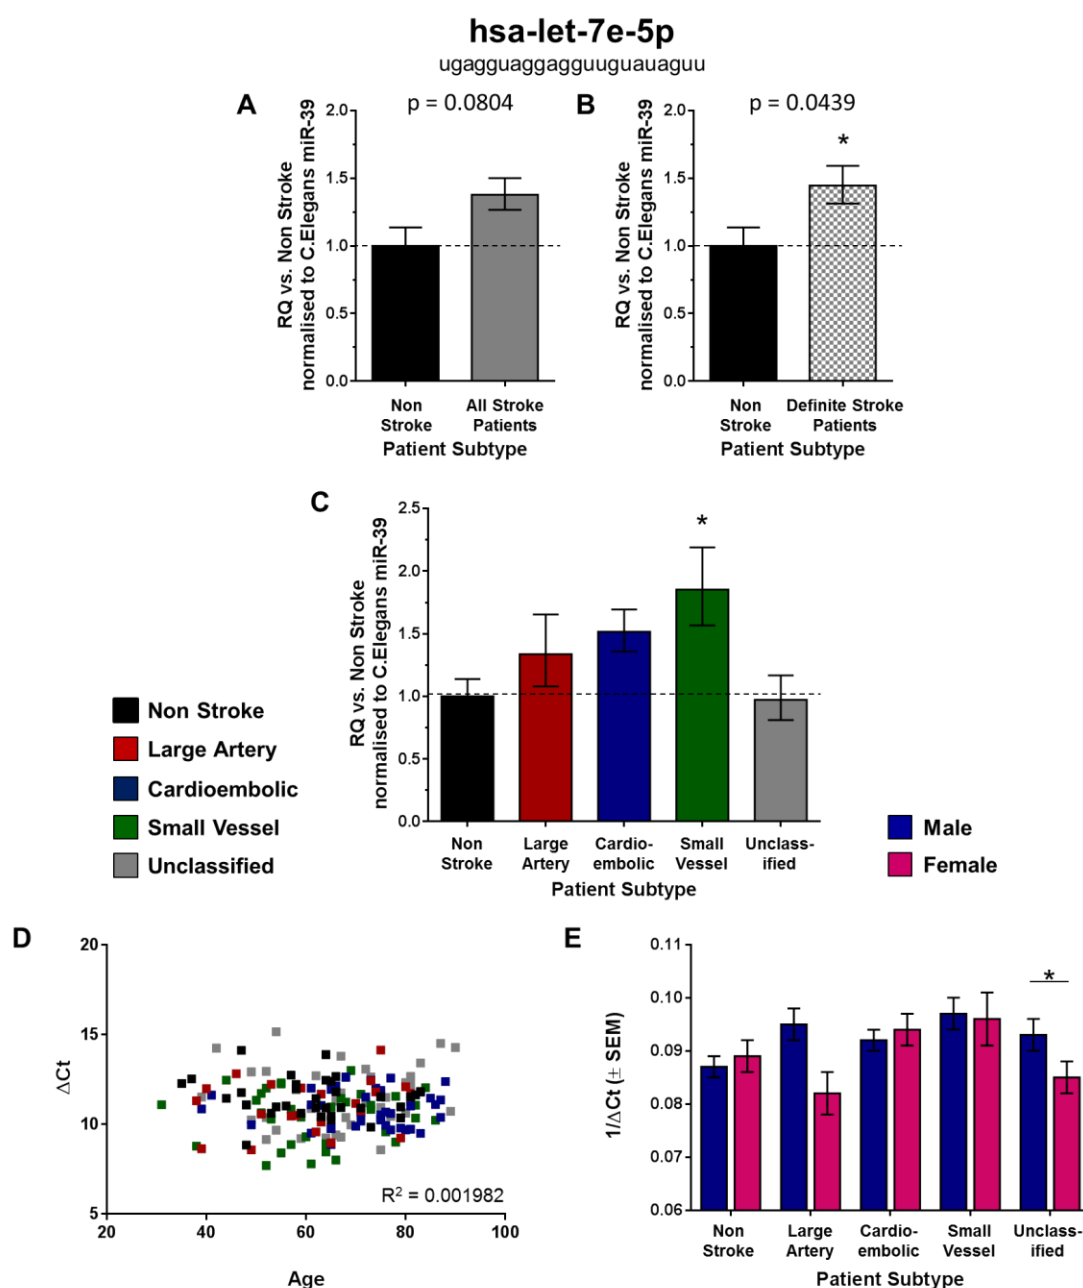 hsa-let-7e-5p
ugagguaggagguuguauaguu
A
p = 0.0804
RQ vs. Non Stroke
normalised to C.Elegans miR-39
2.0
1.5
1.0
0.5
0.0
Non
Stroke
All Stroke
Patients
Patient Subtype
B
p = 0.0439
*
RQ vs. Non Stroke
normalised to C.Elegans miR-39
2.0
1.5
1.0
0.5
0.0
Non
Stroke
Definite Stroke
Patients
Patient Subtype
C
RQ vs. Non Stroke
normalised to C.Elegans miR-39
2.5
2.0
1.5
1.0
0.5
0.0
*
Non
Stroke
Large
Artery
Cardio-
embolic
Small
Vessel
Unclass-
ified
Patient Subtype
Non Stroke
Large Artery
Cardioembolic
Small Vessel
Unclassified
Male
Female
D
ΔCt
20
15
10
5
R² = 0.001982
20 40 60 80 100
Age
E
1/ΔCt (± SEM)
0.11
0.10
0.09
0.08
0.07
0.06
*
Non
Stroke
Large
Artery
Cardio-
embolic
Small
Vessel
Unclass-
ified
Patient Subtype